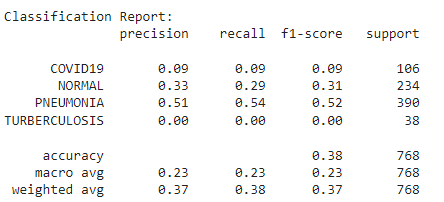 Classification Report:
precision recall f1-score support
COVID19 0.09 0.09 0.09 106
NORMAL 0.33 0.29 0.31 234
PNEUMONIA 0.51 0.54 0.52 390
TURBERCULOSIS 0.00 0.00 0.00 38
accuracy 0.38 768
macro avg 0.23 0.23 0.23 768
weighted avg 0.37 0.38 0.37 768